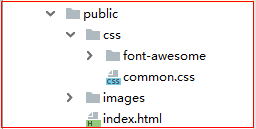 public
css
font-awesome
common.css
images
index.html